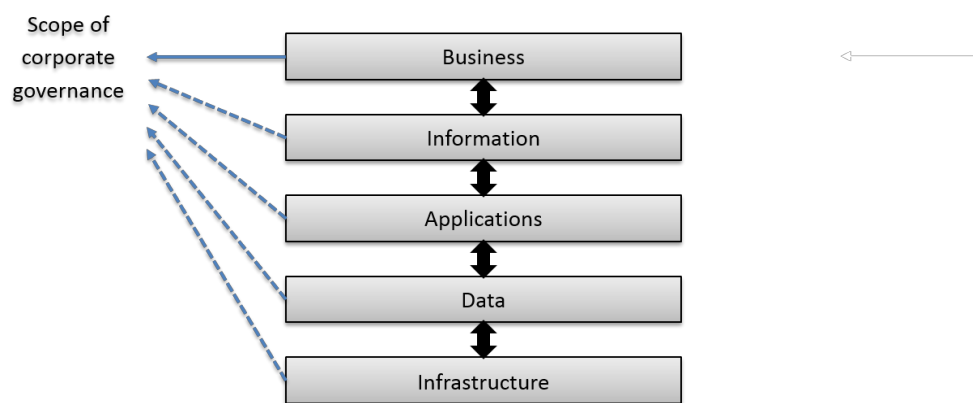 Scope of
corporate
governance
Business
Information
Applications
Data
Infrastructure